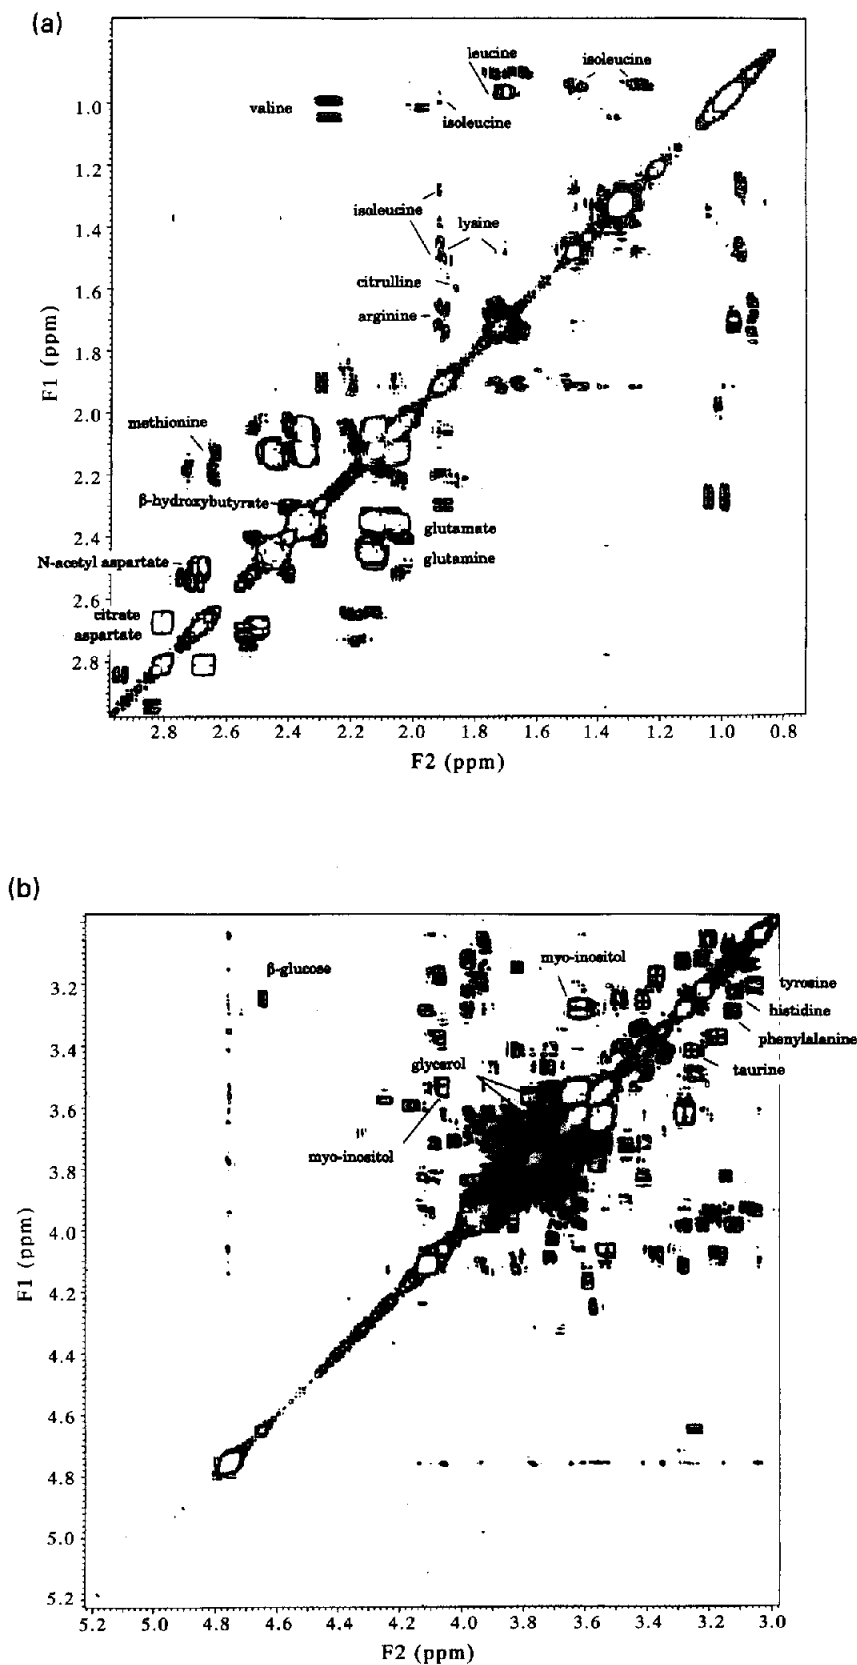 (a)
leucine
isoleucine
valine
isoleucine
1.0
1.2
isoleucine
lysine
1.4
citrulline
1.6
arginine
F1 (ppm)
1.8
2.0
methionine
2.2
β-hydroxybutyrate
2.4
glutamate
N-acetyl aspartate
glutamine
2.6
citrate
aspartate
2.8
2.8 2.6 2.4 2.2 2.0 1.8 1.6 1.4 1.2 1.0 0.8
F2 (ppm)
(b)
β-glucose
myo-inositol
3.2
tyrosine
histidine
phenylalanine
3.4
glycerol
taurine
3.6
myo-inositol
3.8
4.0
F1 (ppm)
4.2
4.4
4.6
4.8
5.0
5.2
5.2 5.0 4.8 4.6 4.4 4.2 4.0 3.8 3.6 3.4 3.2 3.0
F2 (ppm)